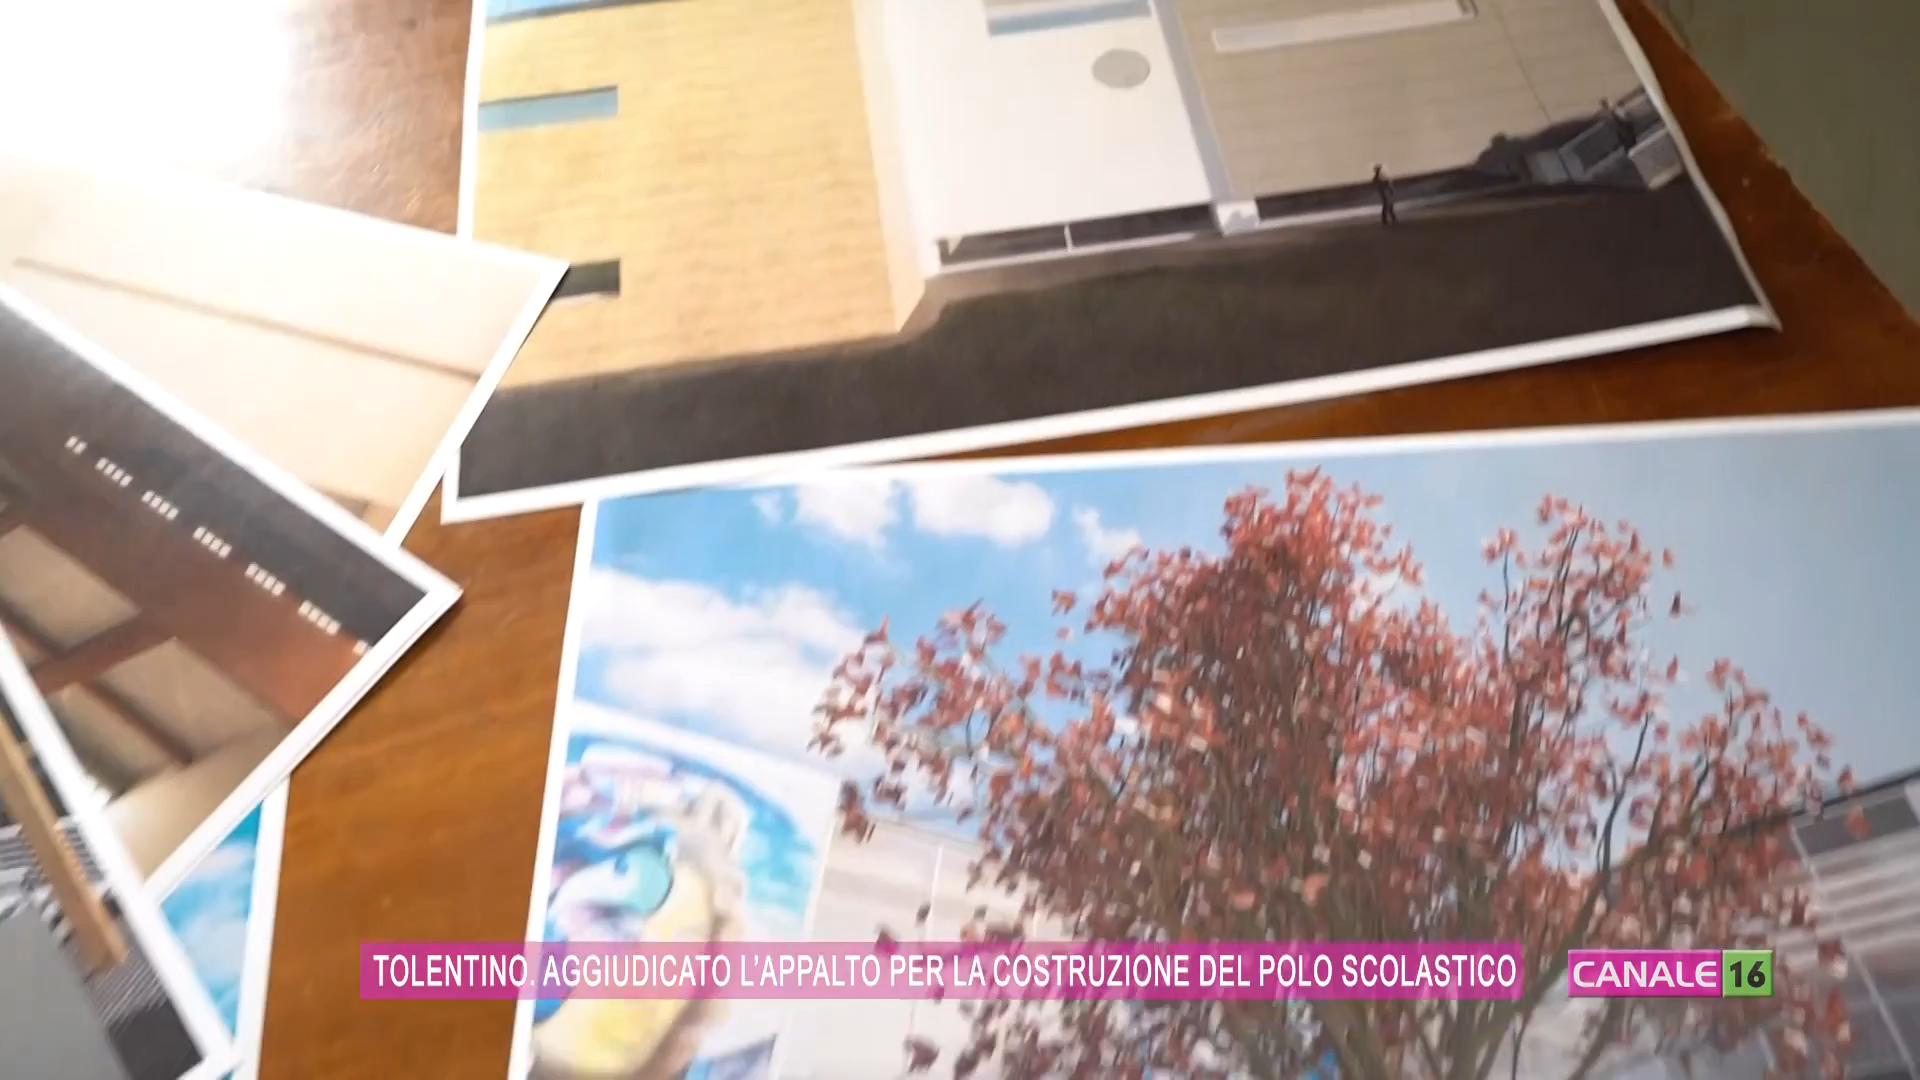 TOLENTINO. AGGIUDICATO L'APPALTO PER LA COSTRUZIONE DEL POLO SCOLASTICO
CANALE 16